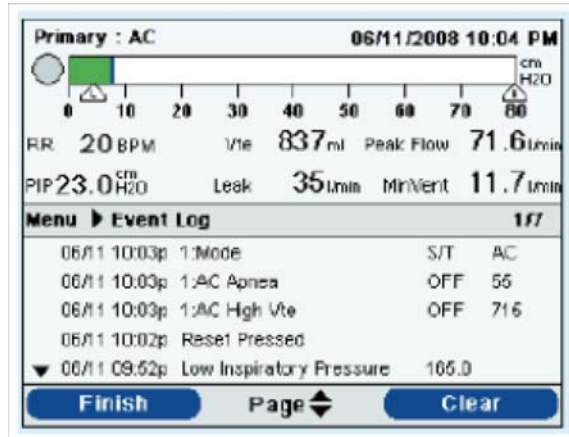 Primary : AC 06/11/2008 10:04 PM
cm
H2O
0 10 20 30 40 50 60 70 80
RR 20 BPM Vte 837 ml Peak Flow 71.6 l/min
PIP 23.0 cm H2O Leak 35 l/min MinVent 11.7 l/min
Menu Event Log 1/7
06/11 10:03p 1:Mode S/T AC
06/11 10:03p 1:AC Apnea OFF 55
06/11 10:03p 1:AC High Vte OFF 716
06/11 10:02p Reset Pressed
06/11 09:52p Low Inspiratory Pressure 105.0
Finish Page Clear